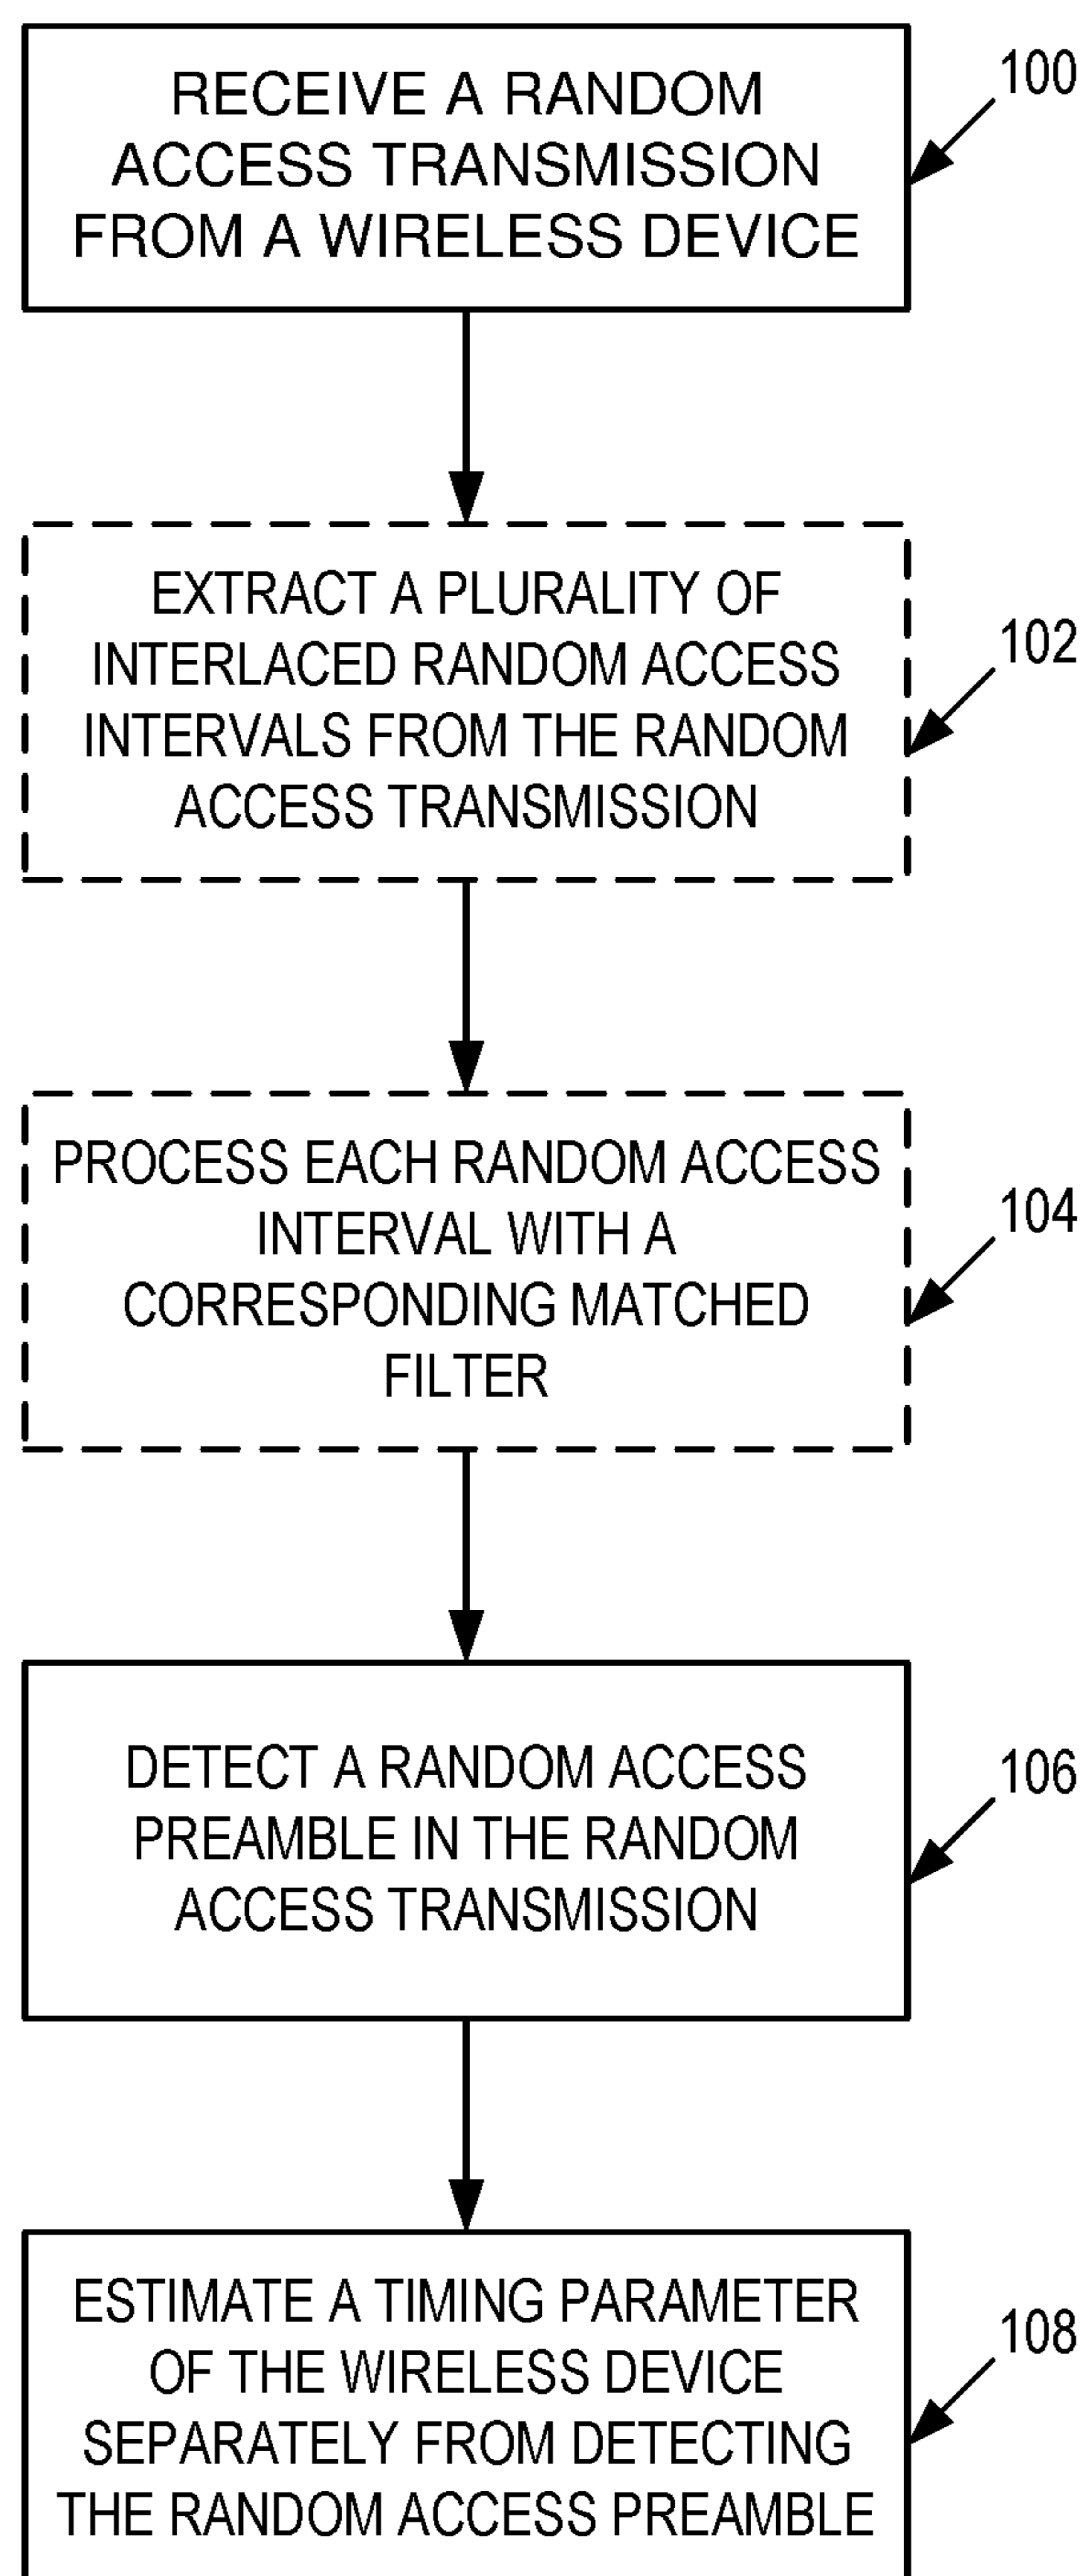 RECEIVE A RANDOM
ACCESS TRANSMISSION
FROM A WIRELESS DEVICE
100
EXTRACT A PLURALITY OF
INTERLACED RANDOM ACCESS
INTERVALS FROM THE RANDOM
ACCESS TRANSMISSION
102
PROCESS EACH RANDOM ACCESS
INTERVAL WITH A
CORRESPONDING MATCHED
FILTER
104
DETECT A RANDOM ACCESS
PREAMBLE IN THE RANDOM
ACCESS TRANSMISSION
106
ESTIMATE A TIMING PARAMETER
OF THE WIRELESS DEVICE
SEPARATELY FROM DETECTING
THE RANDOM ACCESS PREAMBLE
108